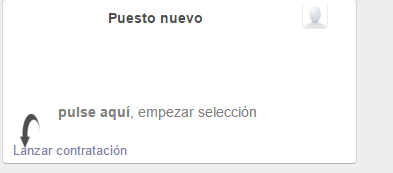 Puesto nuevo
pulse aquí, empezar selección
Lanzar contratación